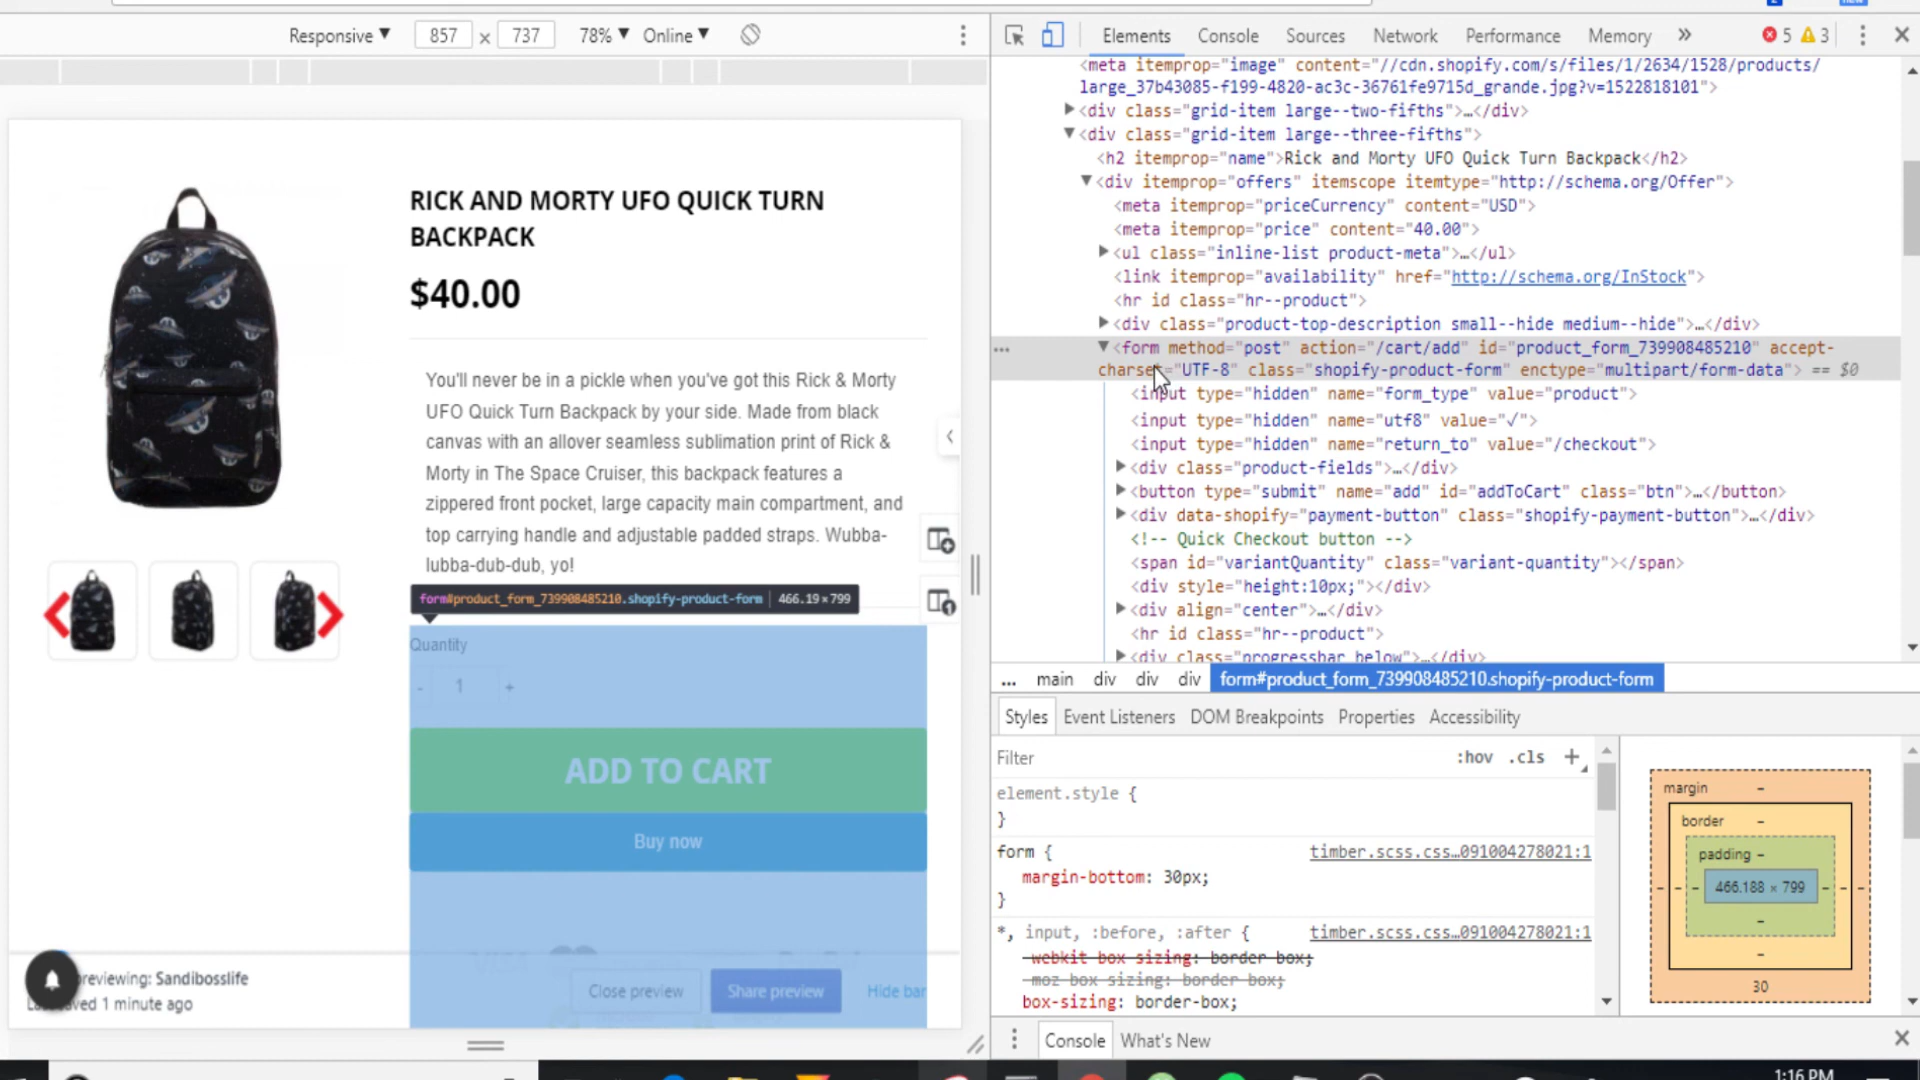 Responsive ▼ 857 × 737 78% ▼ Online ▼
RICK AND MORTY UFO QUICK TURN
BACKPACK
$40.00
You'll never be in a pickle when you've got this Rick & Morty
UFO Quick Turn Backpack by your side. Made from black
canvas with an allover seamless sublimation print of Rick &
Morty in The Space Cruiser, this backpack features a
zippered front pocket, large capacity main compartment, and
top carrying handle and adjustable padded straps. Wubba-
lubba-dub-dub, yo!
form#product_form_739908485210.shopify-product-form 466.19×799
Quantity
- 1 +
ADD TO CART
Buy now
previewing: Sandibosslife
saved 1 minute ago
Close preview Share preview Hide bar
Elements Console Sources Network Performance Memory » 5 3
<meta itemprop="image" content="//cdn.shopify.com/s/files/1/2634/1528/products/
large_37b43085-f199-4820-ac3c-36761fe9715d_grande.jpg?v=1522818101">
<div class="grid-item large--two-fifths">…</div>
<div class="grid-item large--three-fifths">
<h2 itemprop="name">Rick and Morty UFO Quick Turn Backpack</h2>
<div itemprop="offers" itemscope itemtype="http://schema.org/Offer">
<meta itemprop="priceCurrency" content="USD">
<meta itemprop="price" content="40.00">
<ul class="inline-list product-meta">…</ul>
<link itemprop="availability" href="http://schema.org/InStock">
<hr id class="hr--product">
<div class="product-top-description small--hide medium--hide">…</div>
… <form method="post" action="/cart/add" id="product_form_739908485210" accept-
charset="UTF-8" class="shopify-product-form" enctype="multipart/form-data"> == $0
<input type="hidden" name="form_type" value="product">
<input type="hidden" name="utf8" value="✓">
<input type="hidden" name="return_to" value="/checkout">
<div class="product-fields">…</div>
<button type="submit" name="add" id="addToCart" class="btn">…</button>
<div data-shopify="payment-button" class="shopify-payment-button">…</div>
<!-- Quick Checkout button -->
<span id="variantQuantity" class="variant-quantity"></span>
<div style="height:10px;"></div>
<div align="center">…</div>
<hr id class="hr--product">
<div class="progressbar below">…</div>
... main div div div form#product_form_739908485210.shopify-product-form
Styles Event Listeners DOM Breakpoints Properties Accessibility
Filter :hov .cls +
element.style {
}
form { timber.scss.css…091004278021:1
margin-bottom: 30px;
}
*, input, :before, :after { timber.scss.css…091004278021:1
-webkit-box-sizing: border-box;
-moz-box-sizing: border-box;
box-sizing: border-box;
margin –
border –
padding –
– – – 466.188 × 799 – – –
–
–
30
Console What's New
1:16 PM